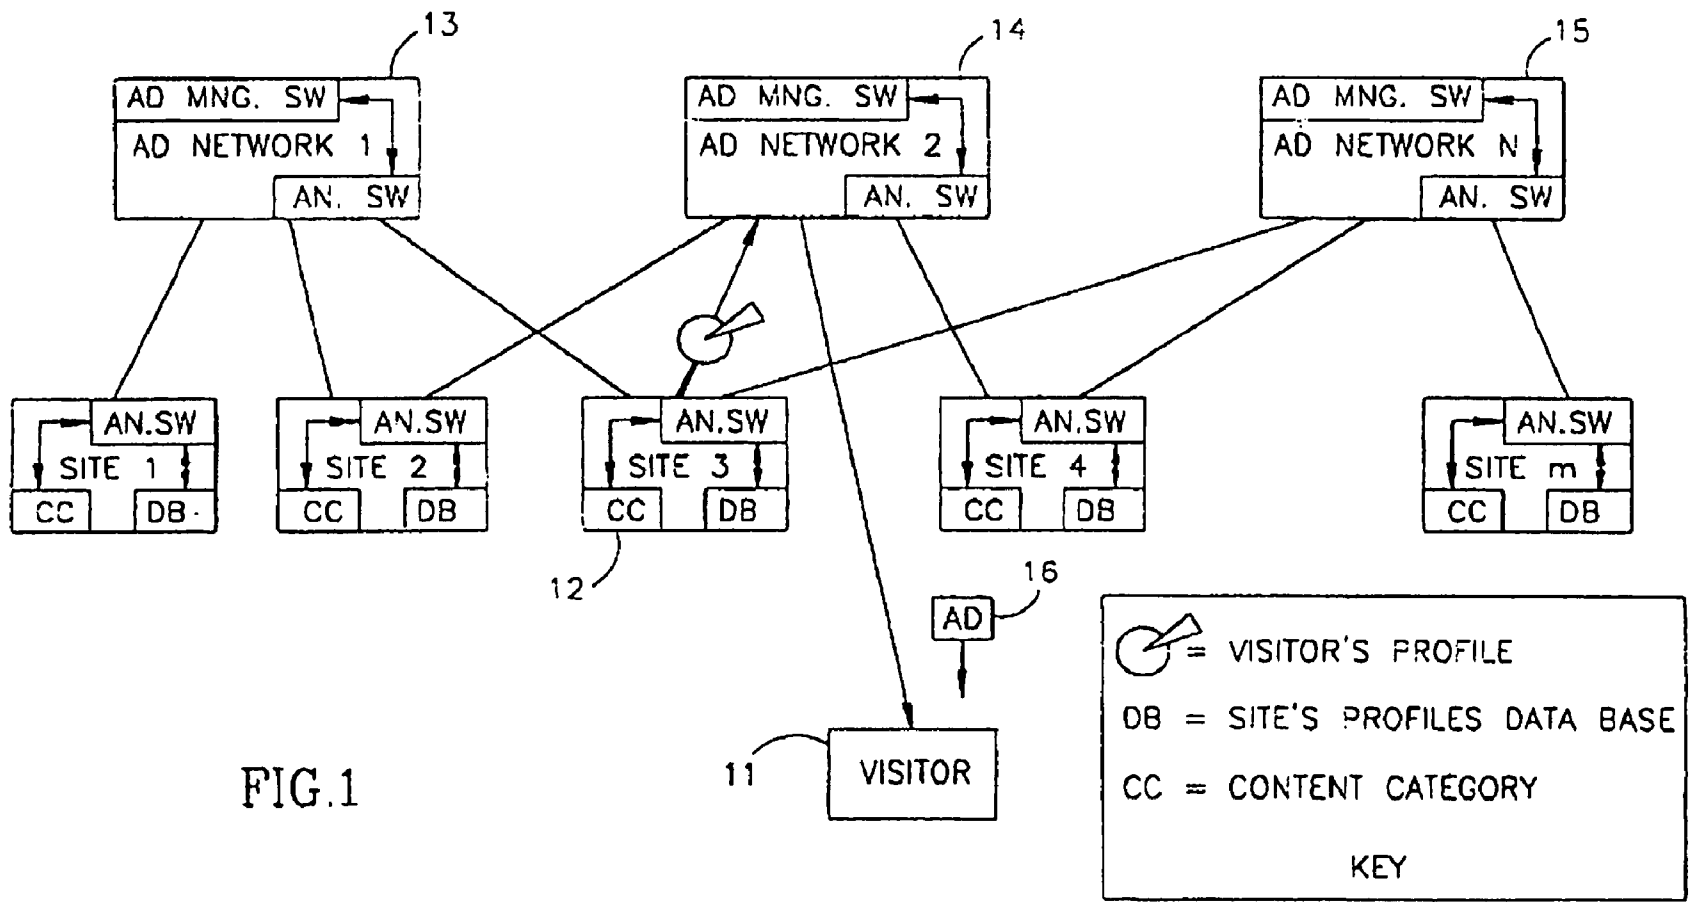 13
14
15
AD MNG. SW
AD NETWORK 1
AN. SW
AD MNG. SW
AD NETWORK 2
AN. SW
AD MNG. SW
AD NETWORK N
AN. SW
AN.SW
SITE 1
CC
DB
AN.SW
SITE 2
CC
DB
AN.SW
SITE 3
CC
DB
AN.SW
SITE 4
CC
DB
AN.SW
SITE m
CC
DB
12
16
AD
11
VISITOR
FIG.1
= VISITOR'S PROFILE
DB = SITE'S PROFILES DATA BASE
CC = CONTENT CATEGORY
KEY